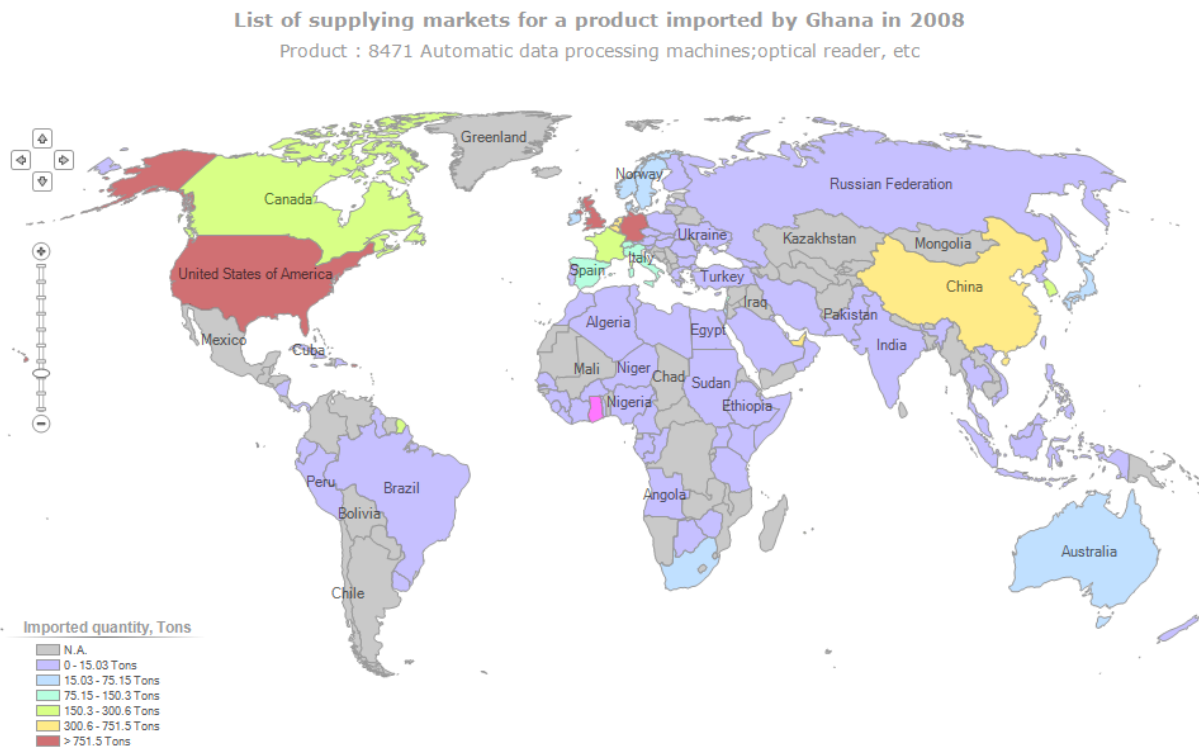 List of supplying markets for a product imported by Ghana in 2008
Product : 8471 Automatic data processing machines;optical reader, etc
Greenland
Norway
Russian Federation
Canada
Ukraine
Kazakhstan
Mongolia
Italy
Spain
United States of America
Turkey
China
Iraq
Pakistan
Algeria
Egypt
Mexico
India
Cuba
Mali
Niger
Chad
Sudan
Nigeria
Ethiopia
Peru
Brazil
Angola
Bolivia
Australia
Chile
Imported quantity, Tons
N.A.
0 - 15.03 Tons
15.03 - 75.15 Tons
75.15 - 150.3 Tons
150.3 - 300.6 Tons
300.6 - 751.5 Tons
> 751.5 Tons